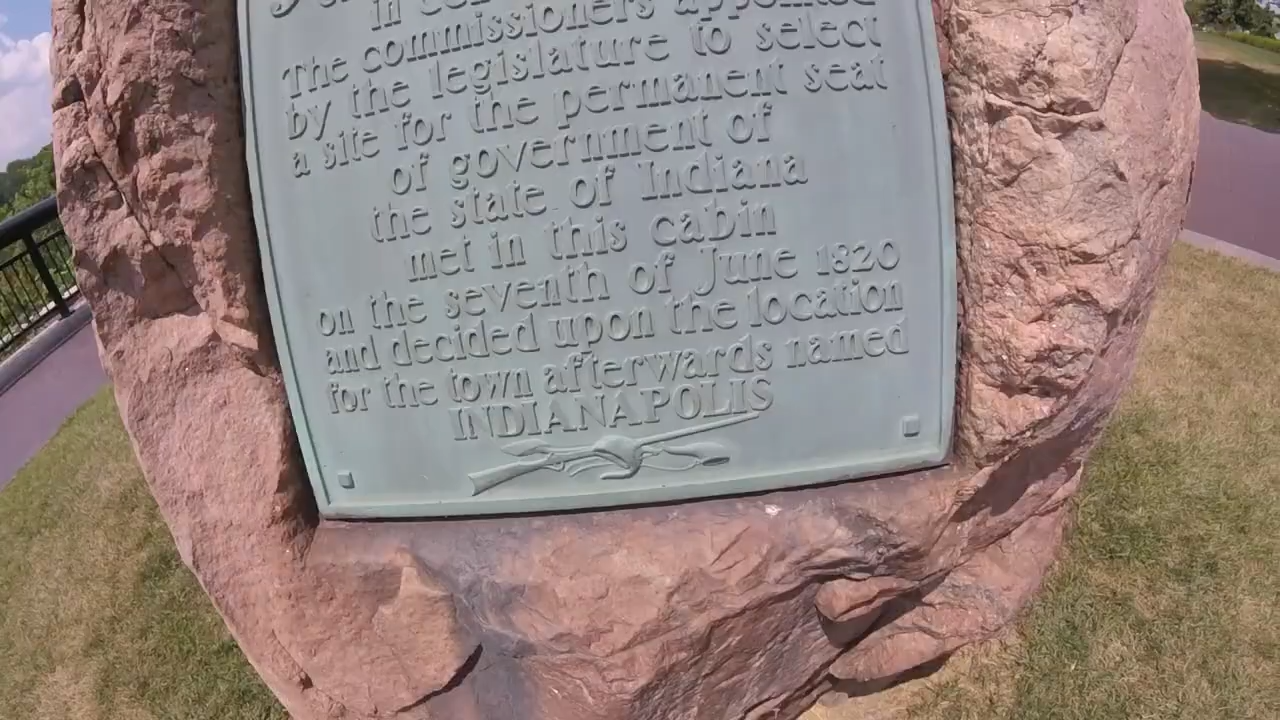 in
The commissioners appointed
by the legislature to select
a site for the permanent seat
of government of
the state of Indiana
met in this cabin
on the seventh of June 1820
and decided upon the location
for the town afterwards named
INDIANAPOLIS